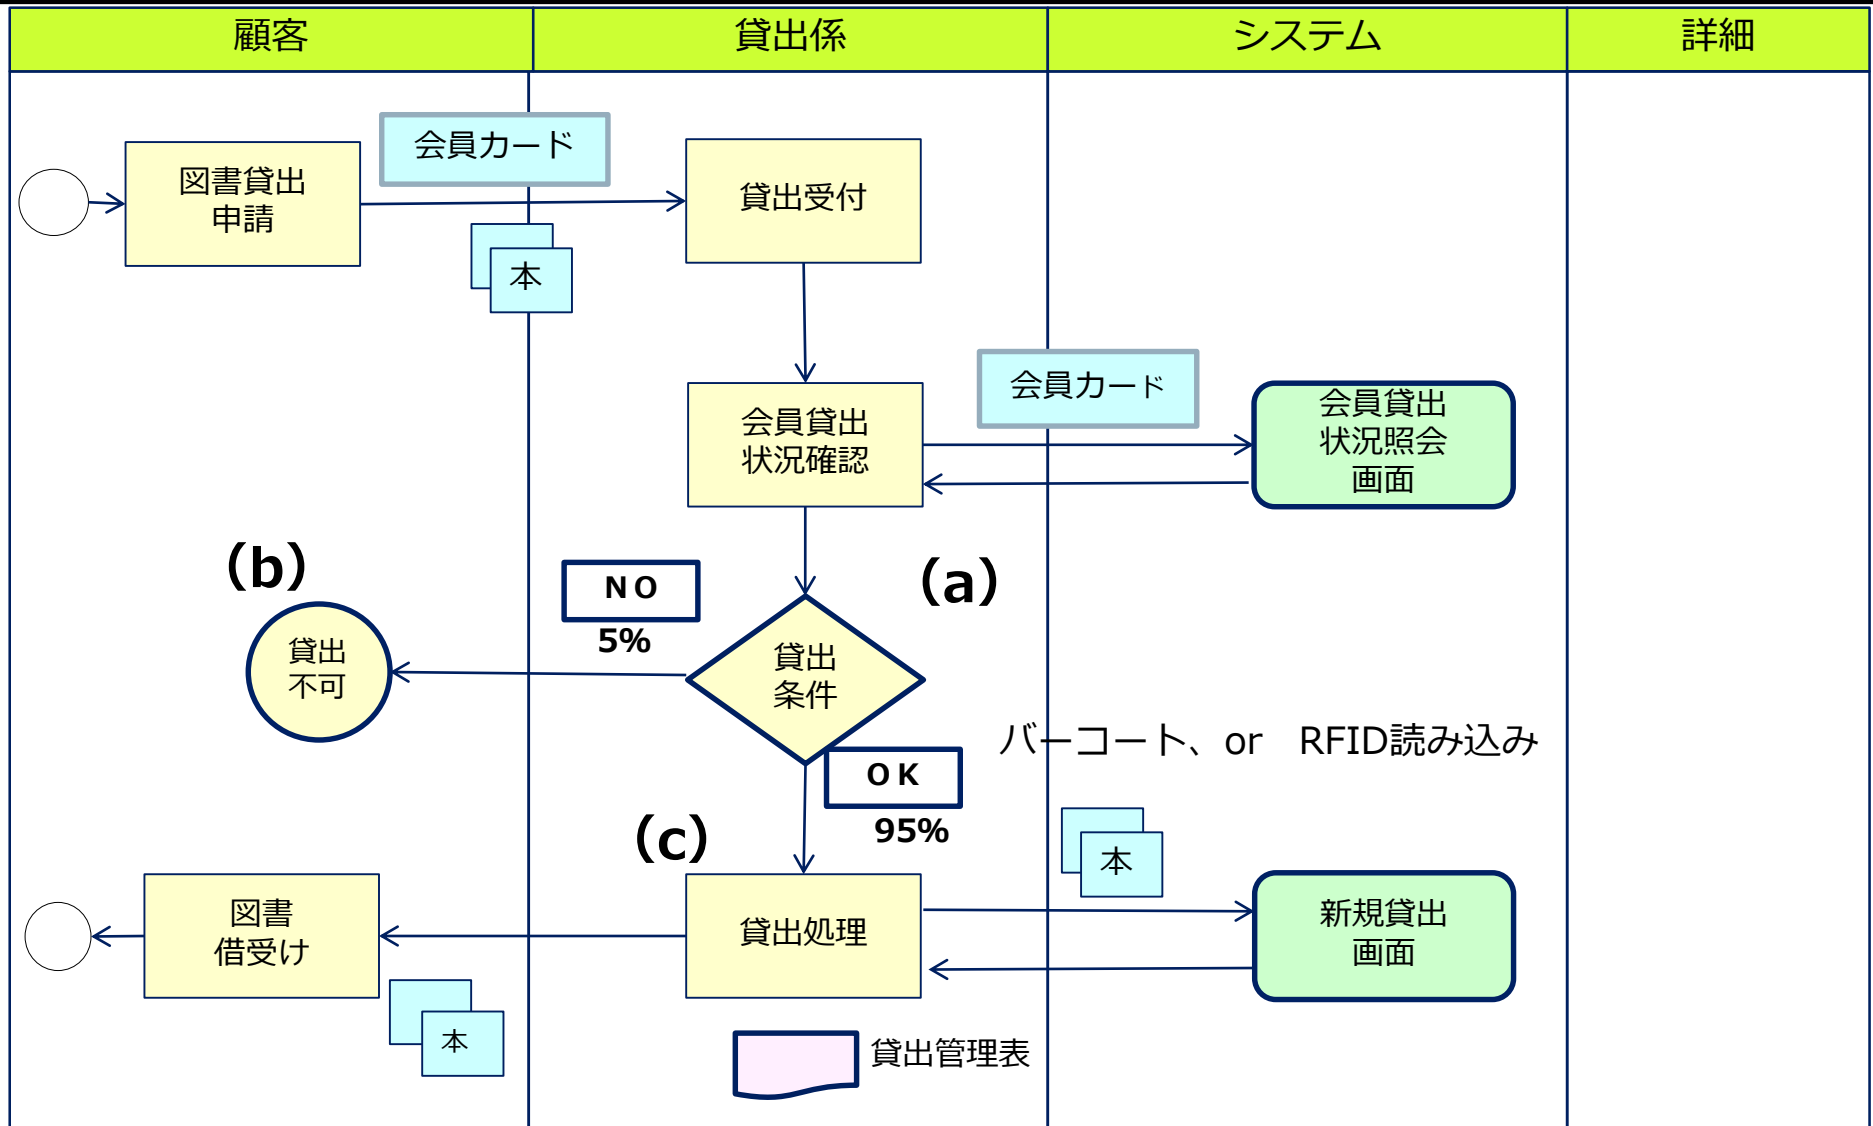 顧客
貸出係
システム
詳細
会員カード
図書貸出
申請
貸出受付
本
会員カード
会員貸出
状況確認
会員貸出
状況照会
画面
(b)
(a)
NO
5%
貸出
不可
貸出
条件
バーコート、or　RFID読み込み
OK
95%
(c)
本
図書
借受け
貸出処理
新規貸出
画面
本
貸出管理表